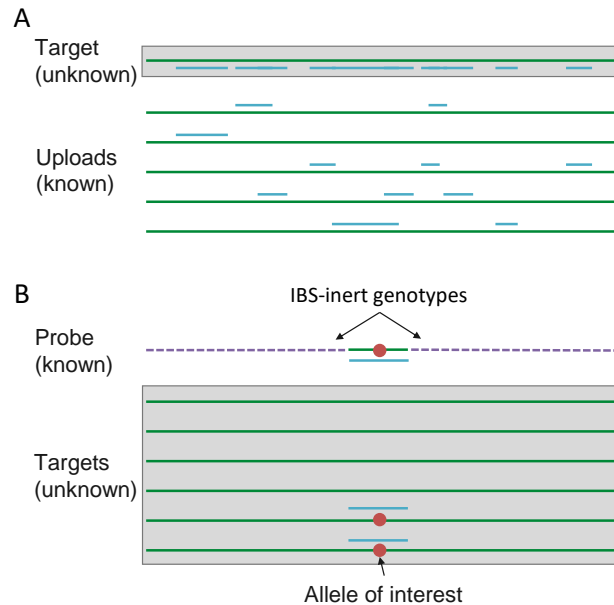 A
Target
(unknown)
Uploads
(known)
B
IBS-inert genotypes
Probe
(known)
Targets
(unknown)
Allele of interest